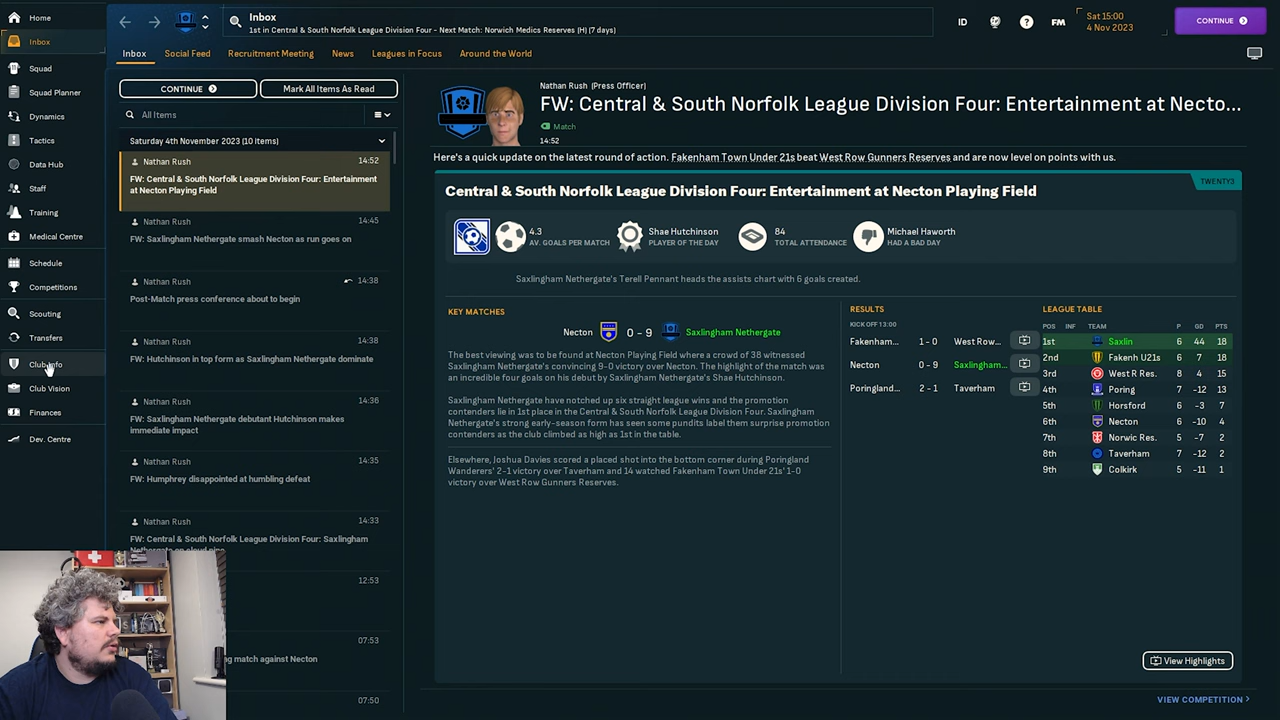 Home
Inbox
Squad
Squad Planner
Dynamics
Tactics
Data Hub
Staff
Training
Medical Centre
Schedule
Competitions
Scouting
Transfers
Club Info
Club Vision
Finances
Dev. Centre
Inbox
1st in Central & South Norfolk League Division Four - Next Match: Norwich Medics Reserves (H) (7 days)
ID
?
FM
Sat 15:00
4 Nov 2023
CONTINUE
Inbox
Social Feed
Recruitment Meeting
News
Leagues in Focus
Around the World
CONTINUE
Mark All Items As Read
All Items
Saturday 4th November 2023 (10 items)
Nathan Rush 14:52
FW: Central & South Norfolk League Division Four: Entertainment
at Necton Playing Field
Nathan Rush 14:45
FW: Saxlingham Nethergate smash Necton as run goes on
Nathan Rush 14:38
Post-Match press conference about to begin
Nathan Rush 14:38
FW: Hutchinson in top form as Saxlingham Nethergate dominate
Nathan Rush 14:36
FW: Saxlingham Nethergate debutant Hutchinson makes
immediate impact
Nathan Rush 14:35
FW: Humphrey disappointed at humbling defeat
Nathan Rush 14:33
FW: Central & South Norfolk League Division Four: Saxlingham
12:53
07:53
match against Necton
07:50
Nathan Rush (Press Officer)
FW: Central & South Norfolk League Division Four: Entertainment at Necto...
Match
14:52
Here's a quick update on the latest round of action. Fakenham Town Under 21s beat West Row Gunners Reserves and are now level on points with us.
Central & South Norfolk League Division Four: Entertainment at Necton Playing Field
TWENTY3
4.3
AV. GOALS PER MATCH
Shae Hutchinson
PLAYER OF THE DAY
84
TOTAL ATTENDANCE
Michael Haworth
HAD A BAD DAY
Saxlingham Nethergate's Terell Pennant heads the assists chart with 6 goals created.
KEY MATCHES
Necton 0 - 9 Saxlingham Nethergate
The best viewing was to be found at Necton Playing Field where a crowd of 38 witnessed
Saxlingham Nethergate's convincing 9-0 victory over Necton. The highlight of the match was
an incredible four goals on his debut by Saxlingham Nethergate's Shae Hutchinson.
Saxlingham Nethergate have notched up six straight league wins and the promotion
contenders lie in 1st place in the Central & South Norfolk League Division Four. Saxlingham
Nethergate's strong early-season form has seen some pundits label them surprise promotion
contenders as the club climbed as high as 1st in the table.
Elsewhere, Joshua Davies scored a placed shot into the bottom corner during Poringland
Wanderers' 2-1 victory over Taverham and 14 watched Fakenham Town Under 21s' 1-0
victory over West Row Gunners Reserves.
RESULTS
KICK OFF 13:00
Fakenham... 1 - 0 West Row...
Necton 0 - 9 Saxlingham...
Poringland... 2 - 1 Taverham
LEAGUE TABLE
POS INF TEAM P GD PTS
1st Saxlin 6 44 18
2nd Fakenh U21s 6 7 18
3rd West R Res. 8 4 15
4th Poring 7 -12 13
5th Horsford 6 -3 7
6th Necton 6 -10 4
7th Norwic Res. 5 -7 2
8th Taverham 7 -12 2
9th Colkirk 5 -11 1
View Highlights
VIEW COMPETITION